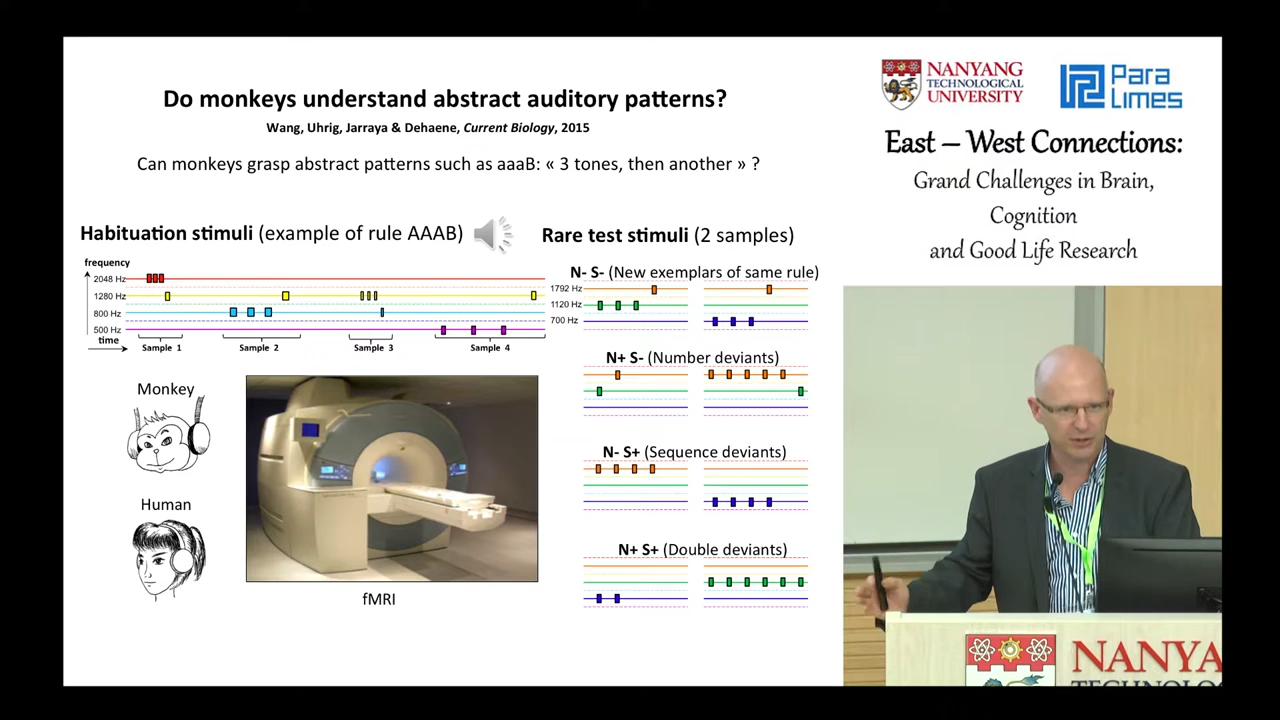 Do monkeys understand abstract auditory patterns?
Wang, Uhrig, Jarraya & Dehaene, Current Biology, 2015
Can monkeys grasp abstract patterns such as aaaB: « 3 tones, then another » ?
Habituation stimuli (example of rule AAAB)
frequency
2048 Hz
1280 Hz
800 Hz
500 Hz
time
Sample 1
Sample 2
Sample 3
Sample 4
Monkey
Human
fMRI
Rare test stimuli (2 samples)
N- S- (New exemplars of same rule)
1792 Hz
1120 Hz
700 Hz
N+ S- (Number deviants)
N- S+ (Sequence deviants)
N+ S+ (Double deviants)
NANYANG
TECHNOLOGICAL
UNIVERSITY
Para
Limes
East – West Connections:
Grand Challenges in Brain,
Cognition
and Good Life Research
NANYA
TECHNOLOG